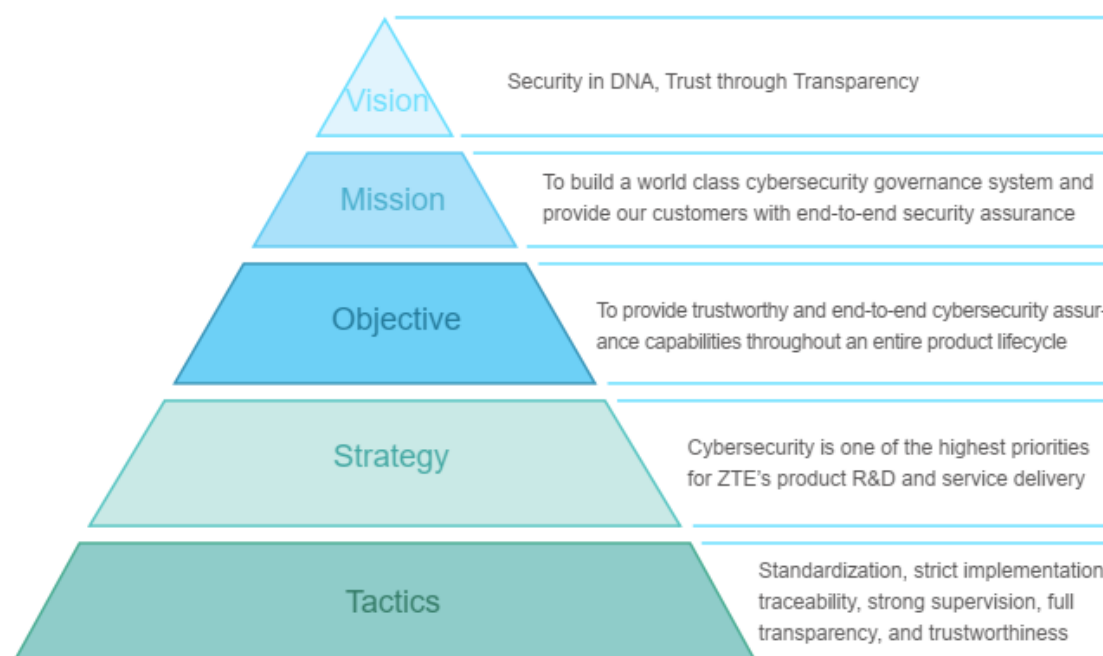 Vision
Security in DNA, Trust through Transparency
Mission
To build a world class cybersecurity governance system and
provide our customers with end-to-end security assurance
Objective
To provide trustworthy and end-to-end cybersecurity assur-
ance capabilities throughout an entire product lifecycle
Strategy
Cybersecurity is one of the highest priorities
for ZTE's product R&D and service delivery
Tactics
Standardization, strict implementation
traceability, strong supervision, full
transparency, and trustworthiness